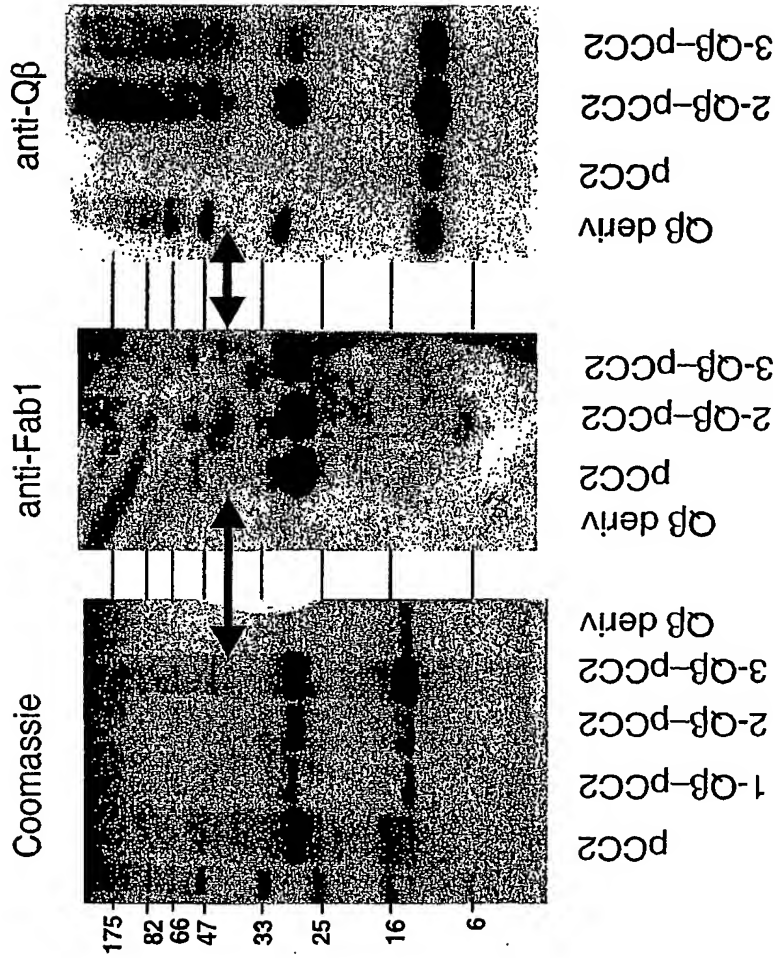 Coomassie
anti-Fab1
anti-Qβ
175
82
66
47
33
25
16
6
pCC2
1-Qβ–pCC2
2-Qβ–pCC2
3-Qβ–pCC2
Qβ deriv
Qβ deriv
pCC2
2-Qβ–pCC2
3-Qβ–pCC2
Qβ deriv
pCC2
2-Qβ–pCC2
3-Qβ–pCC2